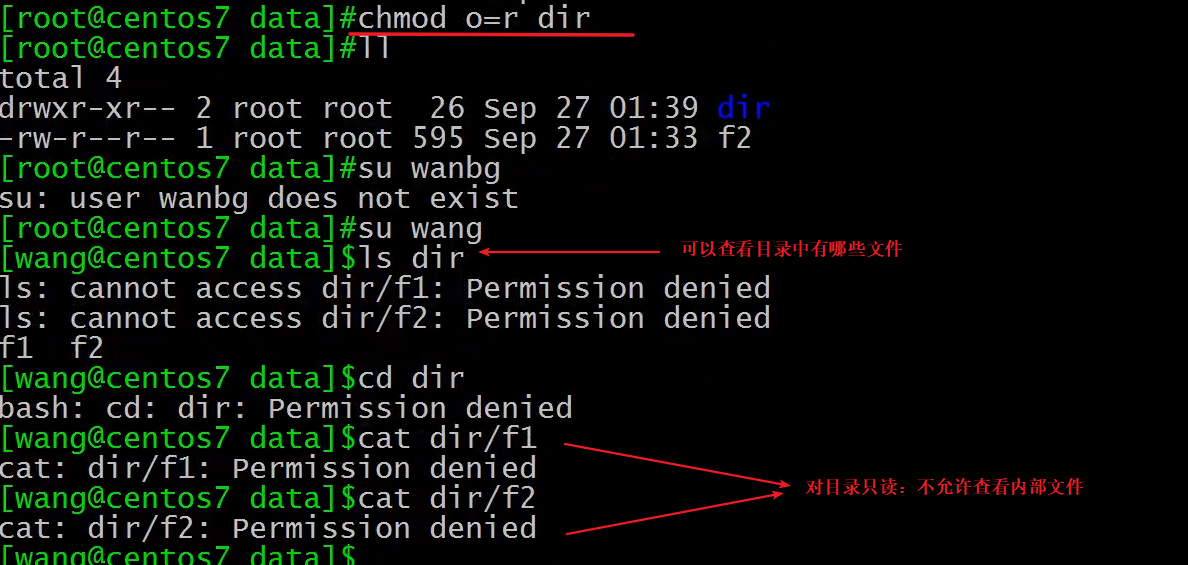 [root@centos7 data]#chmod o=r dir
[root@centos7 data]#ll
total 4
drwxr-xr-- 2 root root  26 Sep 27 01:39 dir
-rw-r--r-- 1 root root 595 Sep 27 01:33 f2
[root@centos7 data]#su wanbg
su: user wanbg does not exist
[root@centos7 data]#su wang
[wang@centos7 data]$ls dir 可以查看目录中有哪些文件
ls: cannot access dir/f1: Permission denied
ls: cannot access dir/f2: Permission denied
f1  f2
[wang@centos7 data]$cd dir
bash: cd: dir: Permission denied
[wang@centos7 data]$cat dir/f1
cat: dir/f1: Permission denied
对目录只读：不允许查看内部文件
[wang@centos7 data]$cat dir/f2
cat: dir/f2: Permission denied
[wang@centos7 data]$